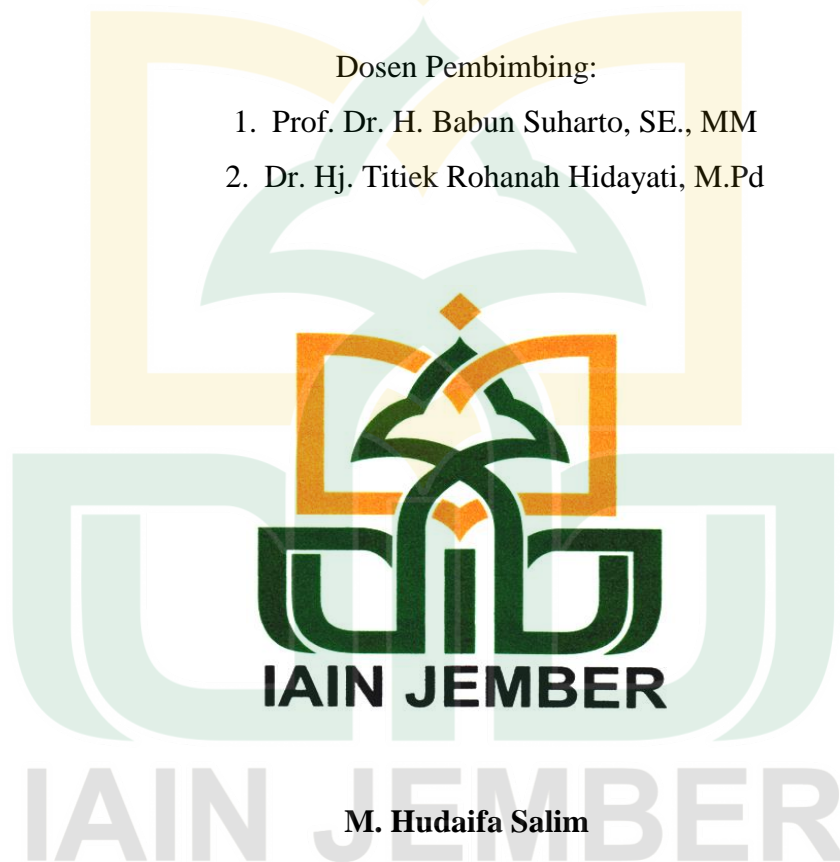 Dosen Pembimbing:
1. Prof. Dr. H. Babun Suharto, SE., MM
2. Dr. Hj. Titiek Rohanah Hidayati, M.Pd
IAIN JEMBER
M. Hudaifa Salim
IAIN JEMBER